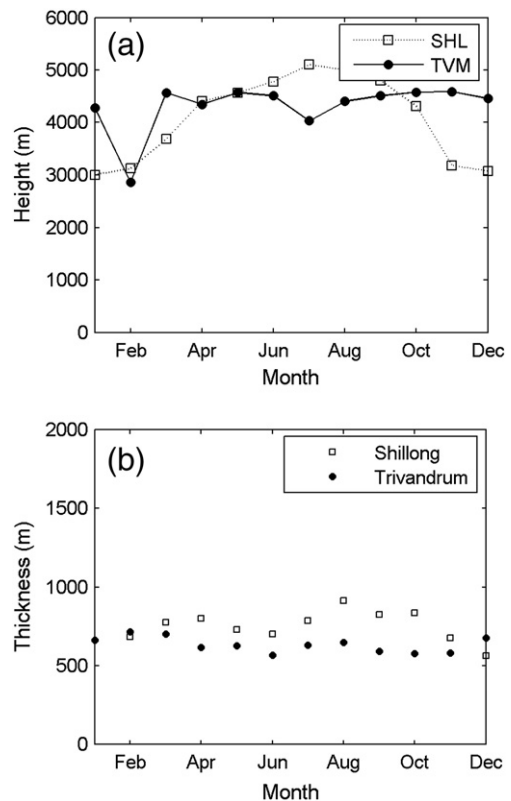 (a)
SHL
TVM
6000
5000
4000
3000
2000
1000
0
Height (m)
Feb Apr Jun Aug Oct Dec
Month
(b)
Shillong
Trivandrum
2000
1500
1000
500
0
Thickness (m)
Feb Apr Jun Aug Oct Dec
Month